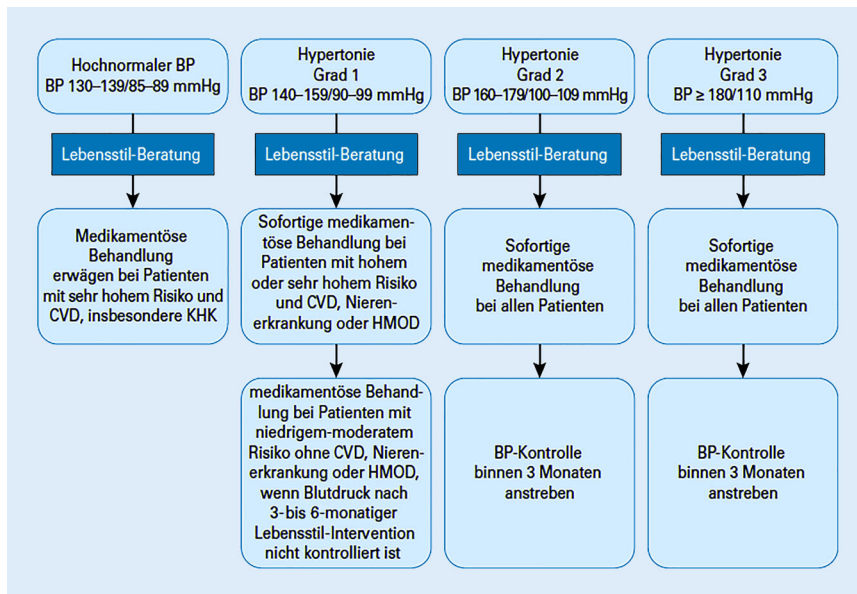 Hochnormaler BP
BP 130–139/85–89 mmHg
Lebensstil-Beratung
Medikamentöse
Behandlung
erwägen bei Patienten
mit sehr hohem Risiko und
CVD, insbesondere KHK
Hypertonie
Grad 1
BP 140–159/90–99 mmHg
Lebensstil-Beratung
Sofortige medikamen-
töse Behandlung bei
Patienten mit hohem
oder sehr hohem Risiko
und CVD, Nieren-
erkrankung oder HMOD
medikamentöse Behand-
lung bei Patienten mit
niedrigem-moderatem
Risiko ohne CVD, Nieren-
erkrankung oder HMOD,
wenn Blutdruck nach
3-bis 6-monatiger
Lebensstil-Intervention
nicht kontrolliert ist
Hypertonie
Grad 2
BP 160–179/100–109 mmHg
Lebensstil-Beratung
Sofortige
medikamentöse
Behandlung
bei allen Patienten
BP-Kontrolle
binnen 3 Monaten
anstreben
Hypertonie
Grad 3
BP ≥ 180/110 mmHg
Lebensstil-Beratung
Sofortige
medikamentöse
Behandlung
bei allen Patienten
BP-Kontrolle
binnen 3 Monaten
anstreben